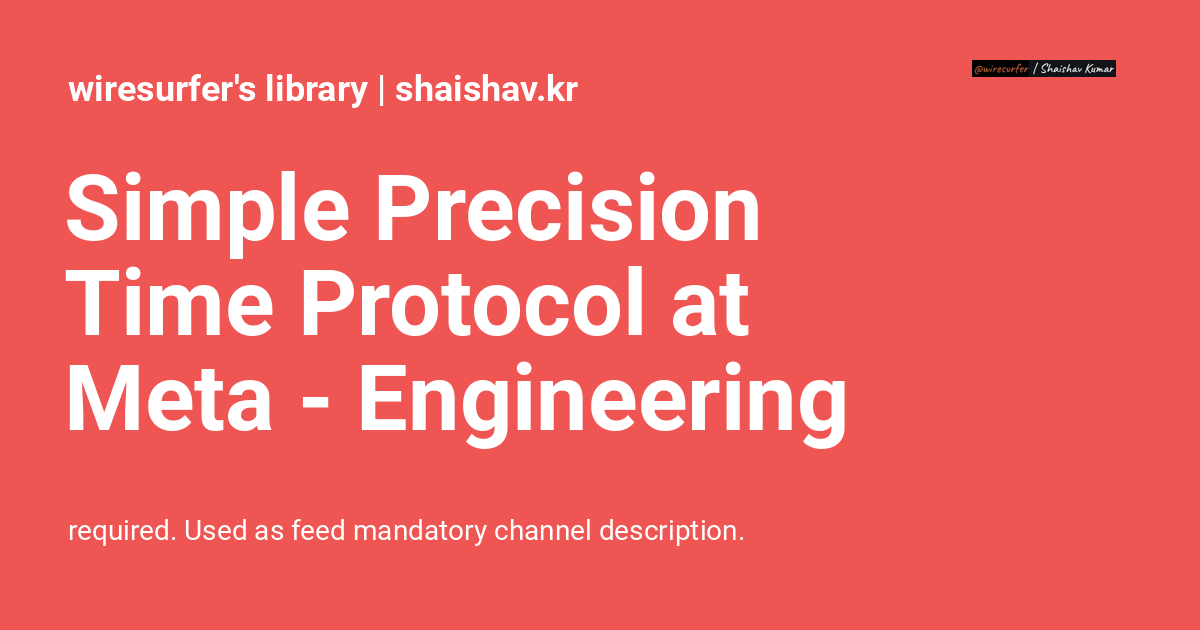 wiresurfer's library | shaishav.kr
@wiresurfer / Shaishav Kumar
Simple Precision
Time Protocol at
Meta - Engineering
required. Used as feed mandatory channel description.